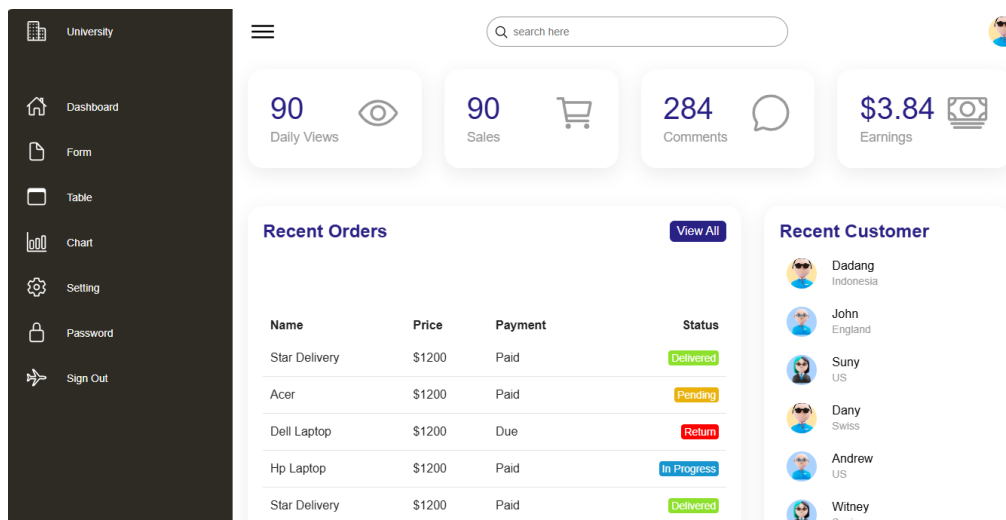 University
Dashboard
Form
Table
Chart
Setting
Password
Sign Out
search here
90
Daily Views
90
Sales
284
Comments
$3.84
Earnings
Recent Orders
View All
Name Price Payment Status
Star Delivery $1200 Paid Delivered
Acer $1200 Paid Pending
Dell Laptop $1200 Due Return
Hp Laptop $1200 Paid In Progress
Star Delivery $1200 Paid Delivered
Recent Customer
Dadang
Indonesia
John
England
Suny
US
Dany
Swiss
Andrew
US
Witney